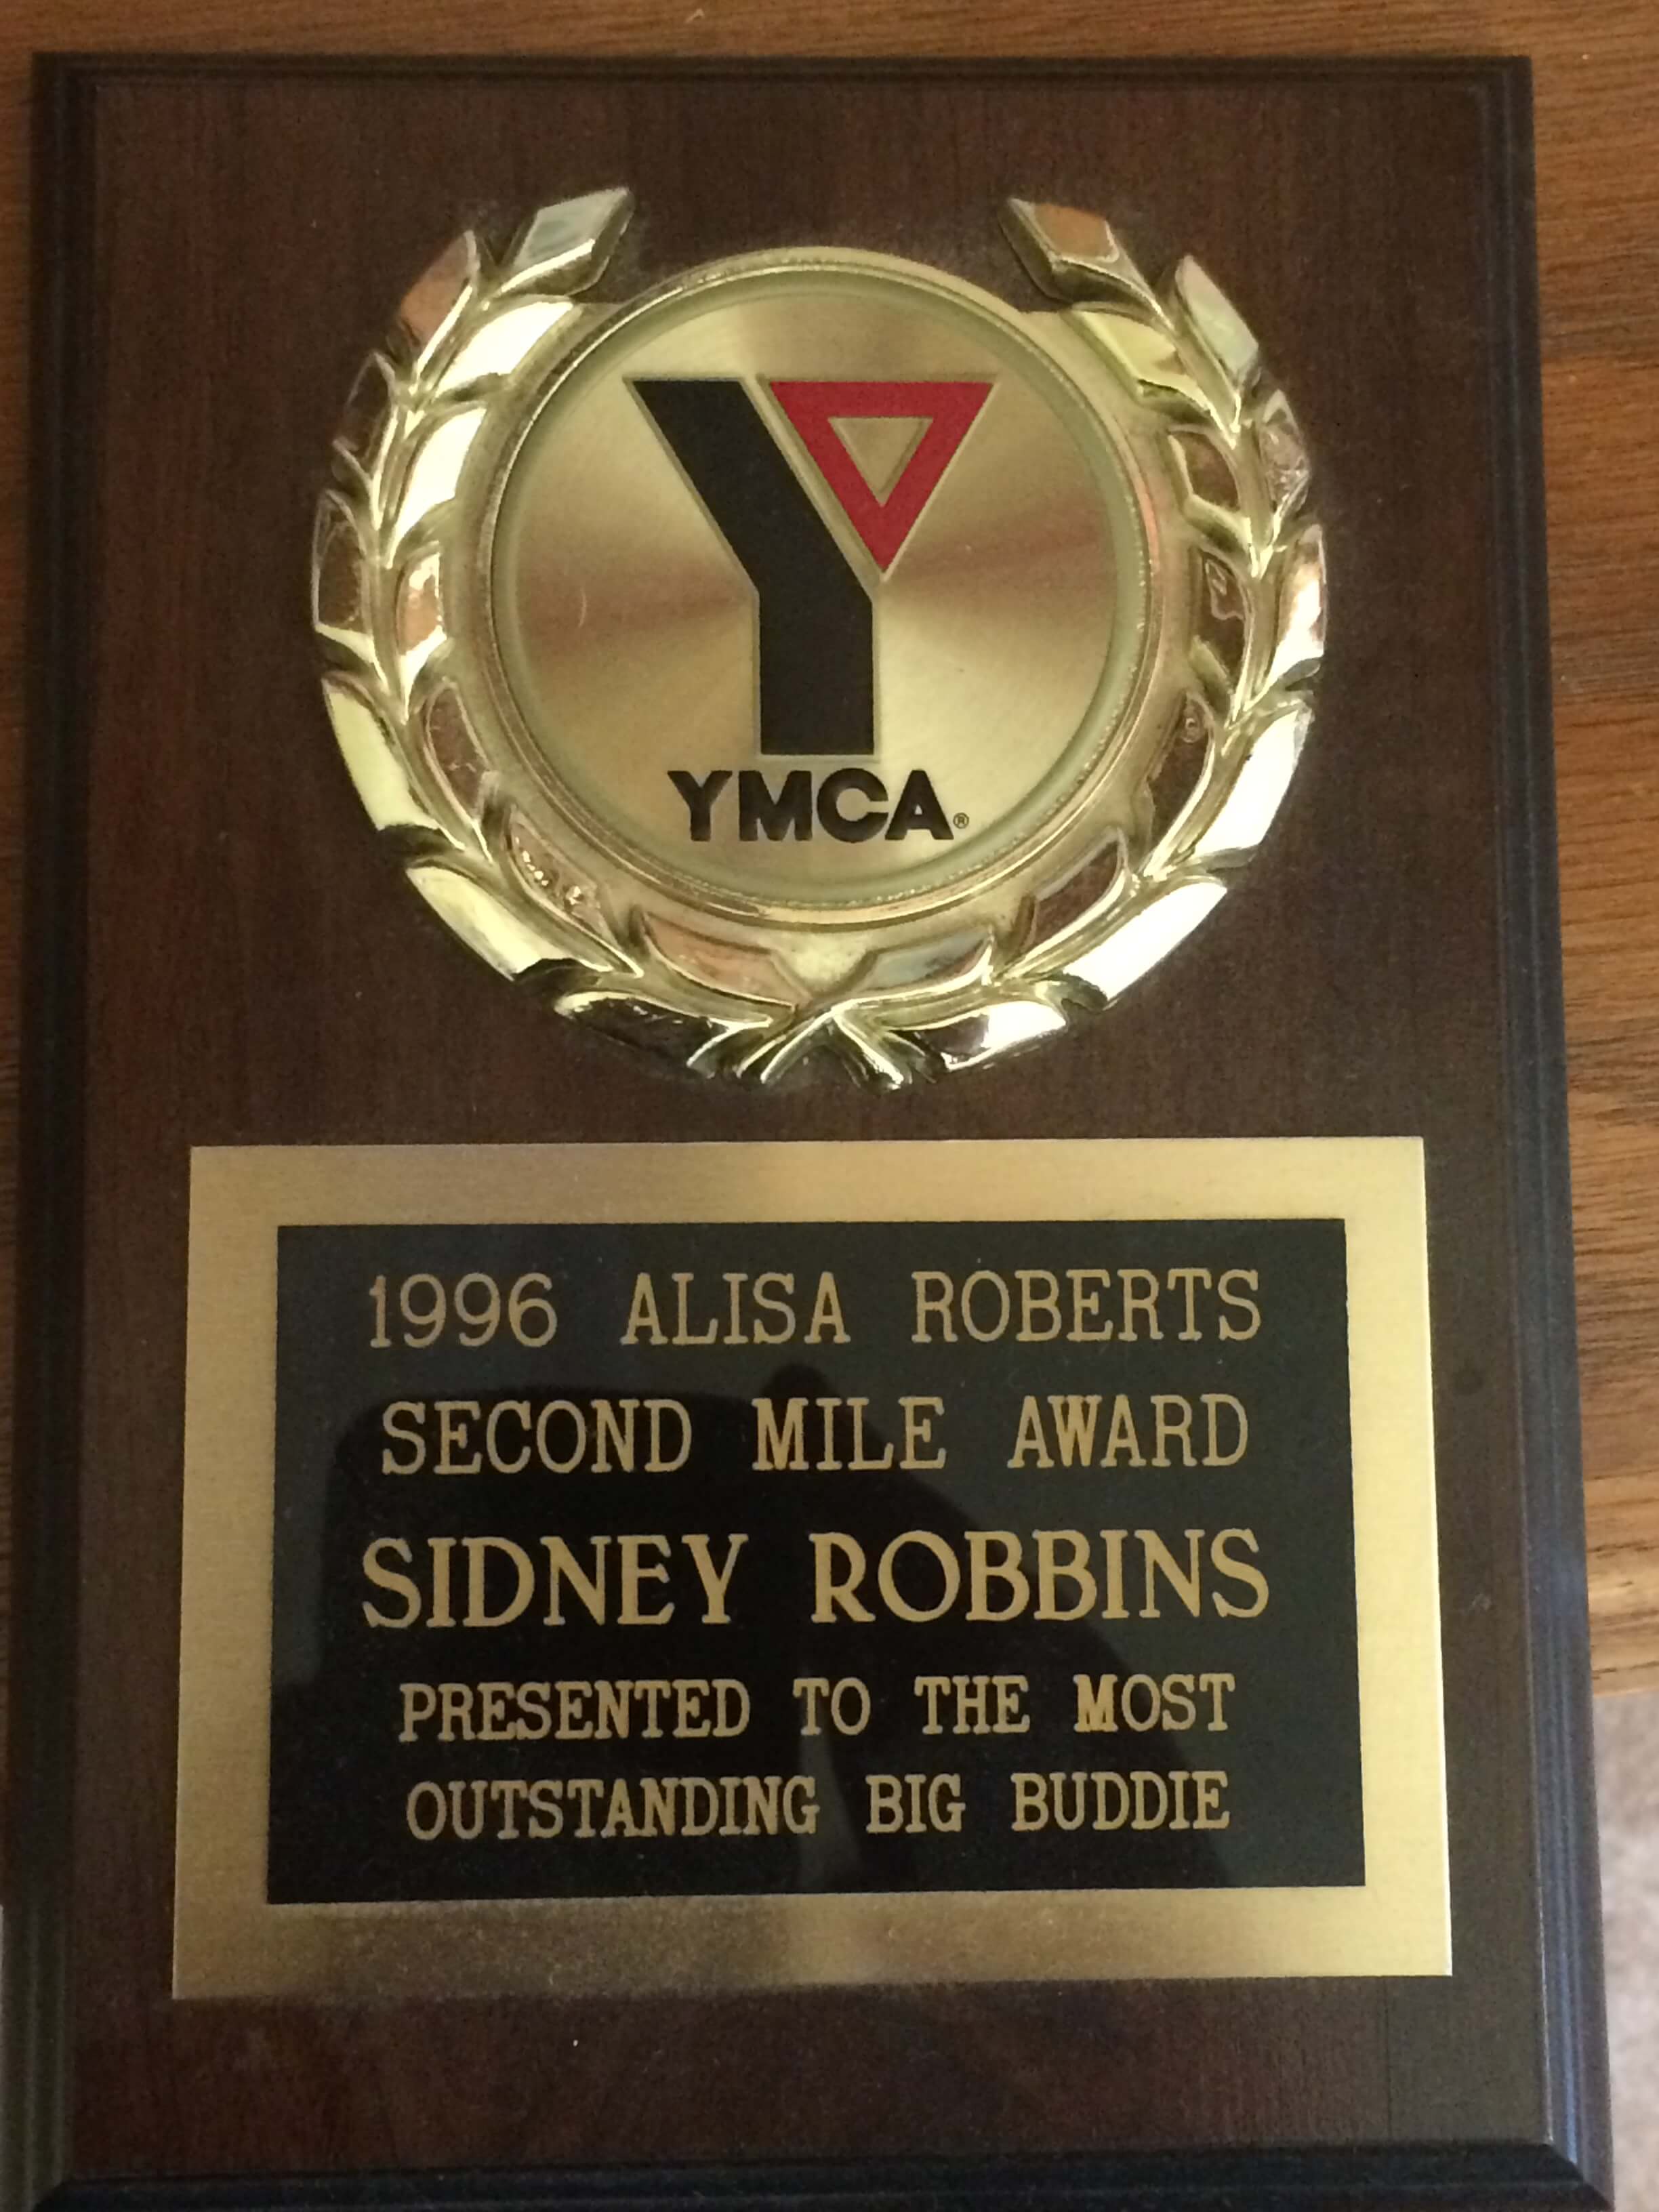 YMCA®
1996 ALISA ROBERTS
SECOND MILE AWARD
SIDNEY ROBBINS
PRESENTED TO THE MOST
OUTSTANDING BIG BUDDIE